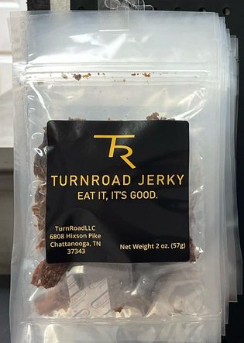 TR
TURNROAD JERKY
EAT IT, IT'S GOOD.
TurnRoadLLC
6808 Hixson Pike
Chattanooga, TN
37343
Net Weight 2 oz. (57g)